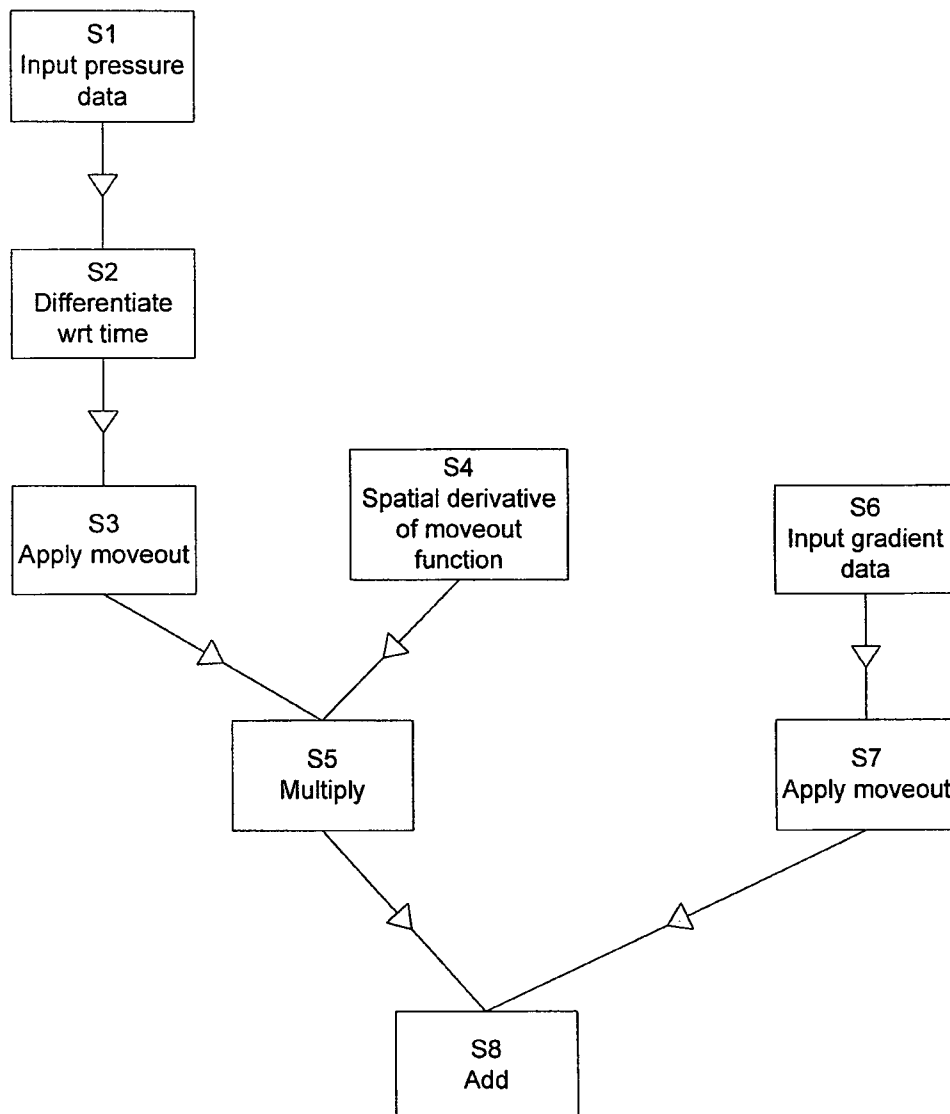 S1
Input pressure
data
S2
Differentiate
wrt time
S3
Apply moveout
S4
Spatial derivative
of moveout
function
S6
Input gradient
data
S5
Multiply
S7
Apply moveout
S8
Add